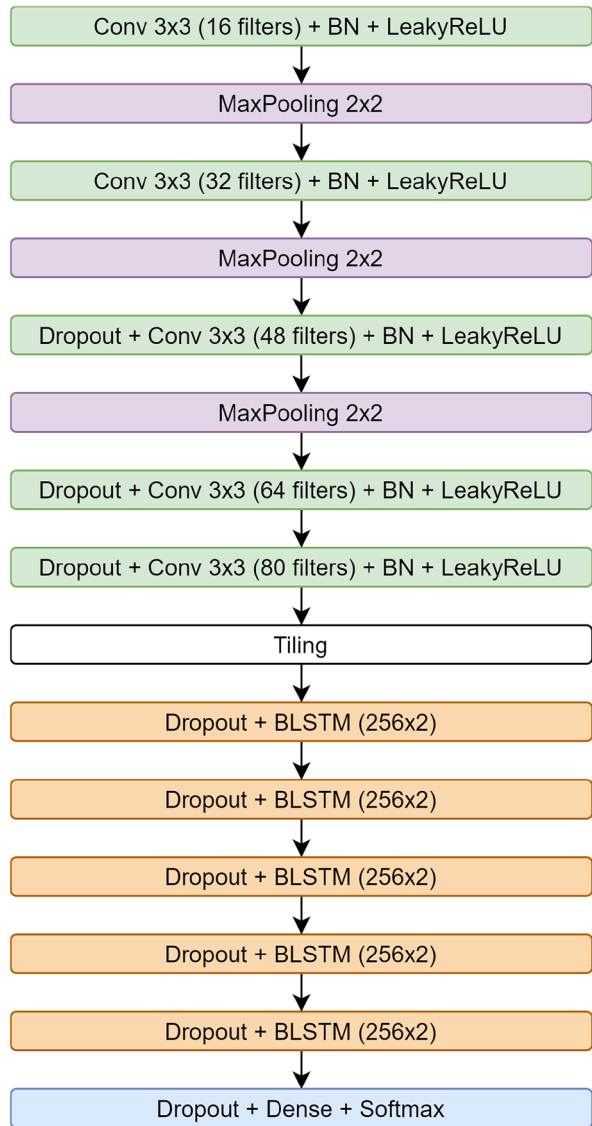 Conv 3x3 (16 filters) + BN + LeakyReLU
MaxPooling 2x2
Conv 3x3 (32 filters) + BN + LeakyReLU
MaxPooling 2x2
Dropout + Conv 3x3 (48 filters) + BN + LeakyReLU
MaxPooling 2x2
Dropout + Conv 3x3 (64 filters) + BN + LeakyReLU
Dropout + Conv 3x3 (80 filters) + BN + LeakyReLU
Tiling
Dropout + BLSTM (256x2)
Dropout + BLSTM (256x2)
Dropout + BLSTM (256x2)
Dropout + BLSTM (256x2)
Dropout + BLSTM (256x2)
Dropout + Dense + Softmax